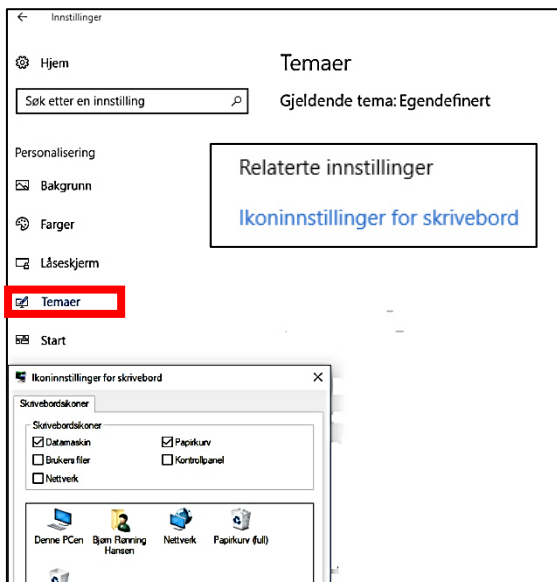 Innstillinger
Hjem
Temaer
Søk etter en innstilling
Gjeldende tema: Egendefinert
Personalisering
Relaterte innstillinger
Bakgrunn
Ikoninnstillinger for skrivebord
Farger
Låseskjerm
Temaer
Start
Ikoninnstillinger for skrivebord
Skrivebordsikoner
Skrivebordsikoner
Datamaskin
Papirkurv
Brukers filer
Kontrollpanel
Nettverk
Denne PCen
Bjørn Rønning
Hansen
Nettverk
Papirkurv (full)